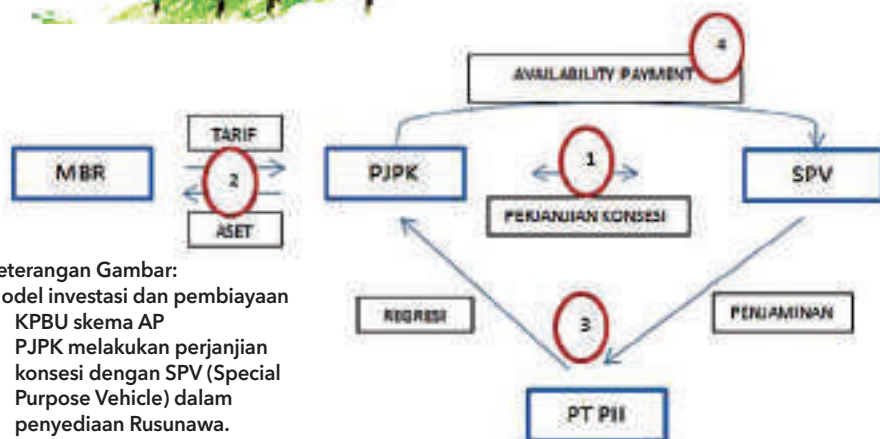 4
AVAILABILITY PAYMENT
TARIF
MBR
2
ASET
PJPK
1
PERJANJIAN KONSESI
SPV
REGRESI
3
PENJAMINAN
PT PII
eterangan Gambar:
odel investasi dan pembiayaan
KPBU skema AP
PJPK melakukan perjanjian
konsesi dengan SPV (Special
Purpose Vehicle) dalam
penyediaan Rusunawa.